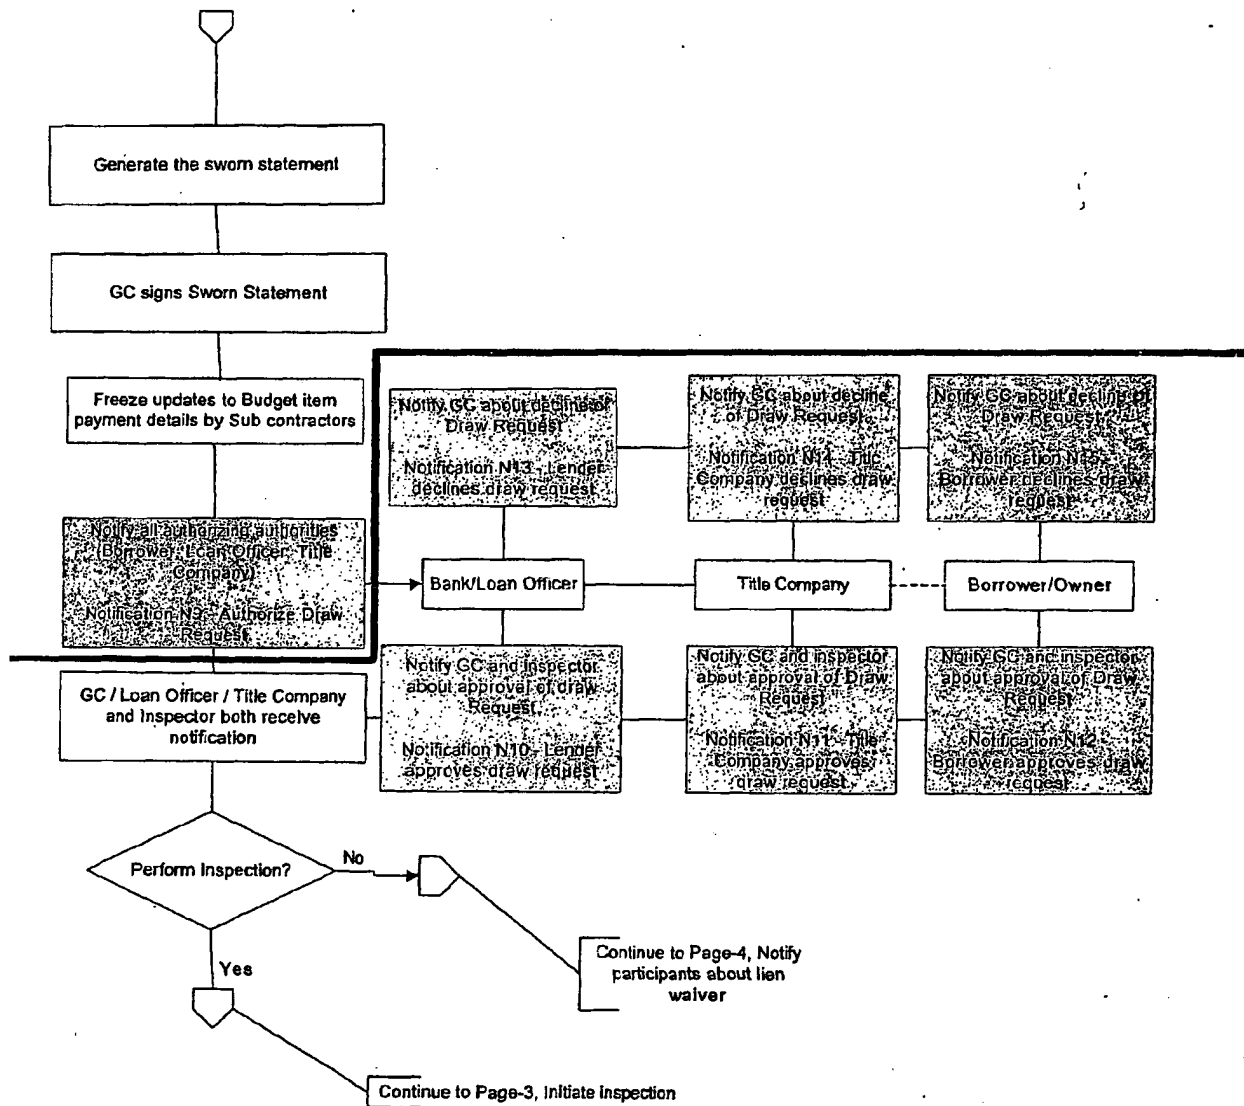 Generate the sworn statement
GC signs Sworn Statement
Freeze updates to Budget item
payment details by Sub contractors
Notify all authorizing authorities
(Borrower, Loan Officer, Title
Company)
Notification N9 - Authorize Draw
Request
Notify GC about decline of
Draw Request
Notification N13 - Lender
declines draw request
Notify GC about decline
of Draw Request
Notification N14 - Title
Company declines draw
request
Notify GC about decline of
Draw Request
Notification N15 -
Borrower declines draw
request
Bank/Loan Officer
Title Company
Borrower/Owner
GC / Loan Officer / Title Company
and Inspector both receive
notification
Notify GC and inspector
about approval of draw
Request
Notification N10 - Lender
approves draw request
Notify GC and inspector
about approval of Draw
Request
Notification N11 - Title
Company approves
draw request
Notify GC and inspector
about approval of Draw
Request
Notification N12 -
Borrower approves draw
request
Perform Inspection?
No
Yes
Continue to Page-4, Notify
participants about lien
waiver
Continue to Page-3, Initiate inspection